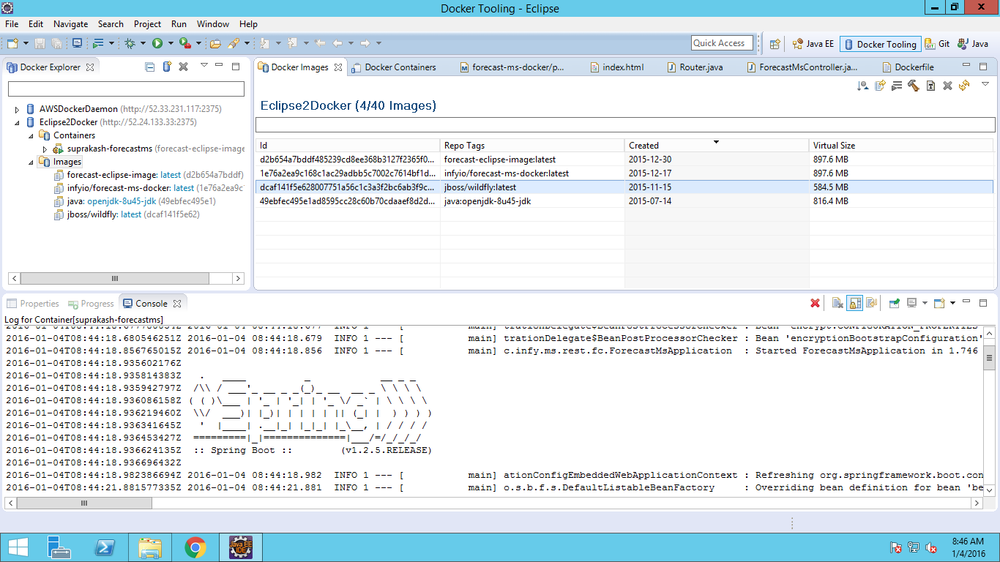 Docker Tooling - Eclipse
File Edit Navigate Search Project Run Window Help
Quick Access
Java EE
Docker Tooling
Git
Java
Docker Explorer
AWSDockerDaemon (http://52.33.231.117:2375)
Eclipse2Docker (http://52.24.133.33:2375)
Containers
suprakash-forecastms (forecast-eclipse-image
Images
forecast-eclipse-image: latest (d2b654a7bddf)
infyio/forecast-ms-docker: latest (1e76a2ea9c
java: openjdk-8u45-jdk (49ebfec495e1)
jboss/wildfly: latest (dcaf141f5e62)
Docker Images Docker Containers forecast-ms-docker/p... index.html Router.java ForecastMsController.ja... Dockerfile
Eclipse2Docker (4/40 Images)
Id Repo Tags Created Virtual Size
d2b654a7bddf485239cd8ee368b3127f2365f0... forecast-eclipse-image:latest 2015-12-30 897.6 MB
1e76a2ea9c168c1ac29adbb5c7002c7614bf1d... infyio/forecast-ms-docker:latest 2015-12-17 897.6 MB
dcaf141f5e628007751a56c1c3a3f2bc6ab3f9c... jboss/wildfly:latest 2015-11-15 584.5 MB
49ebfec495e1ad8595cc28c60b70cdaaef8d2d... java:openjdk-8u45-jdk 2015-07-14 816.4 MB
Properties Progress Console
Log for Container[suprakash-forecastms]
2016-01-04T08:44:18.680546251Z 2016-01-04 08:44:18.679 INFO 1 --- [ main] trationDelegate$BeanPostProcessorChecker : Bean 'encryptionBootstrapConfiguration'
2016-01-04T08:44:18.856765015Z 2016-01-04 08:44:18.856 INFO 1 --- [ main] c.infy.ms.rest.fc.ForecastMsApplication : Started ForecastMsApplication in 1.746
2016-01-04T08:44:18.935602176Z
2016-01-04T08:44:18.935814383Z
2016-01-04T08:44:18.935942797Z
2016-01-04T08:44:18.936086158Z
2016-01-04T08:44:18.936219460Z
2016-01-04T08:44:18.936341645Z
2016-01-04T08:44:18.936453427Z
2016-01-04T08:44:18.936624135Z :: Spring Boot :: (v1.2.5.RELEASE)
2016-01-04T08:44:18.936696432Z
2016-01-04T08:44:18.982386694Z 2016-01-04 08:44:18.982 INFO 1 --- [ main] ationConfigEmbeddedWebApplicationContext : Refreshing org.springframework.boot.con
2016-01-04T08:44:21.881577335Z 2016-01-04 08:44:21.881 INFO 1 --- [ main] o.s.b.f.s.DefaultListableBeanFactory : Overriding bean definition for bean 'be
Java EE
IDE
8:46 AM
1/4/2016